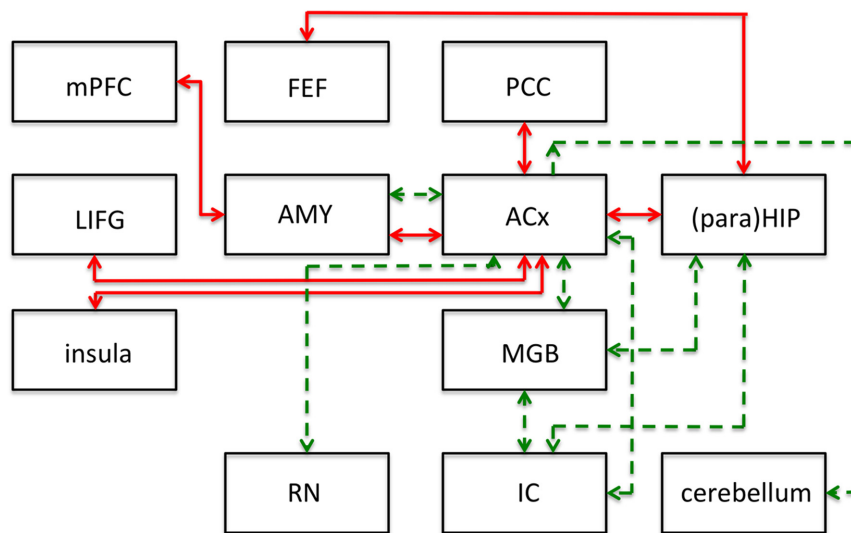 mPFC
FEF
PCC
LIFG
AMY
ACx
(para)HIP
insula
MGB
RN
IC
cerebellum